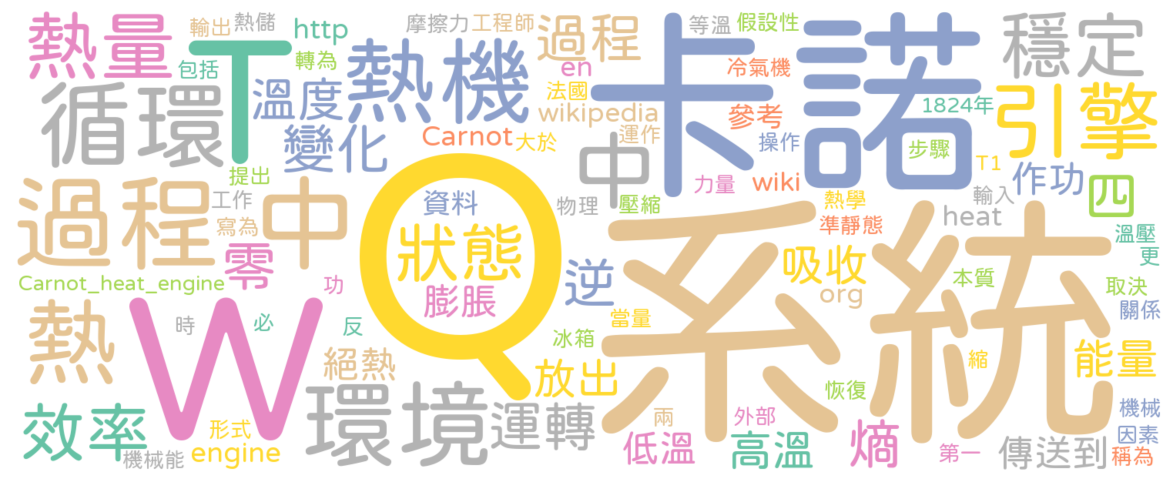 熱量
輸出
熱儲
http
摩擦力
工程師
過程
等溫
假設性
穩定
T
包括
轉為
熱機
en
卡諾
冷氣機
循環
溫度
法國
wikipedia
參考
1824年
引擎
變化
Carnot
大於
運作
操作
步驟
T1
提出
中
力量
wiki
作功
四
過程中
工作
Q
資料
物理
壓縮
熱學
輸入
寫為
準靜態
heat
溫壓
零
狀態
系統
吸收
更
Carnot_heat_engine
功
膨脹
逆
org
本質
取決
熱
W
時
必
反
冰箱
當量
關係
絕熱
放出
縮
能量
恢復
效率
形式
環境
運轉
兩
外部
機械
機械能
engine
低溫
高溫
熵
第一
傳送到
因素
稱為